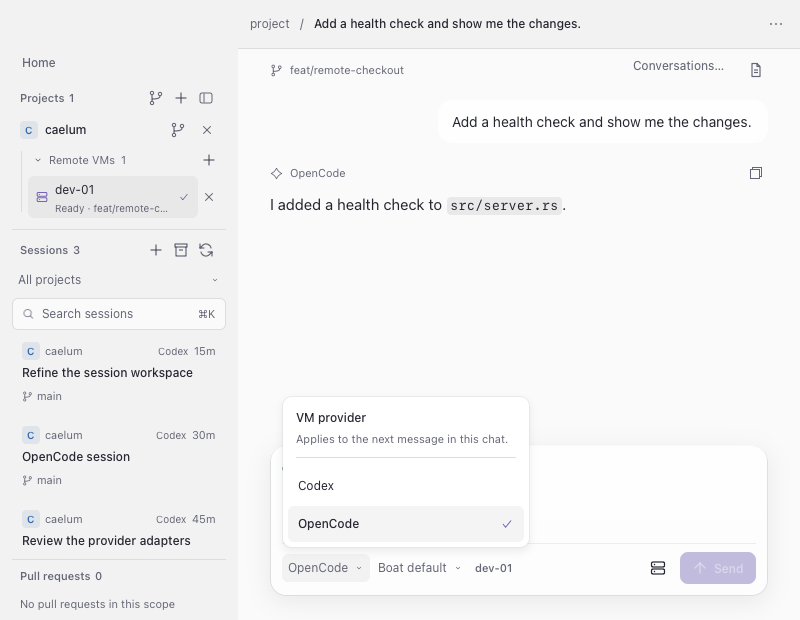 project / Add a health check and show me the changes.
Home
Projects 1
C caelum
Remote VMs 1
dev-01
Ready · feat/remote-c...
Sessions 3
All projects
Search sessions ⌘K
C caelum Codex 15m
Refine the session workspace
main
C caelum Codex 30m
OpenCode session
main
C caelum Codex 45m
Review the provider adapters
Pull requests 0
No pull requests in this scope
feat/remote-checkout
Conversations...
Add a health check and show me the changes.
OpenCode
I added a health check to src/server.rs.
VM provider
Applies to the next message in this chat.
Codex
OpenCode
OpenCode Boat default dev-01 Send